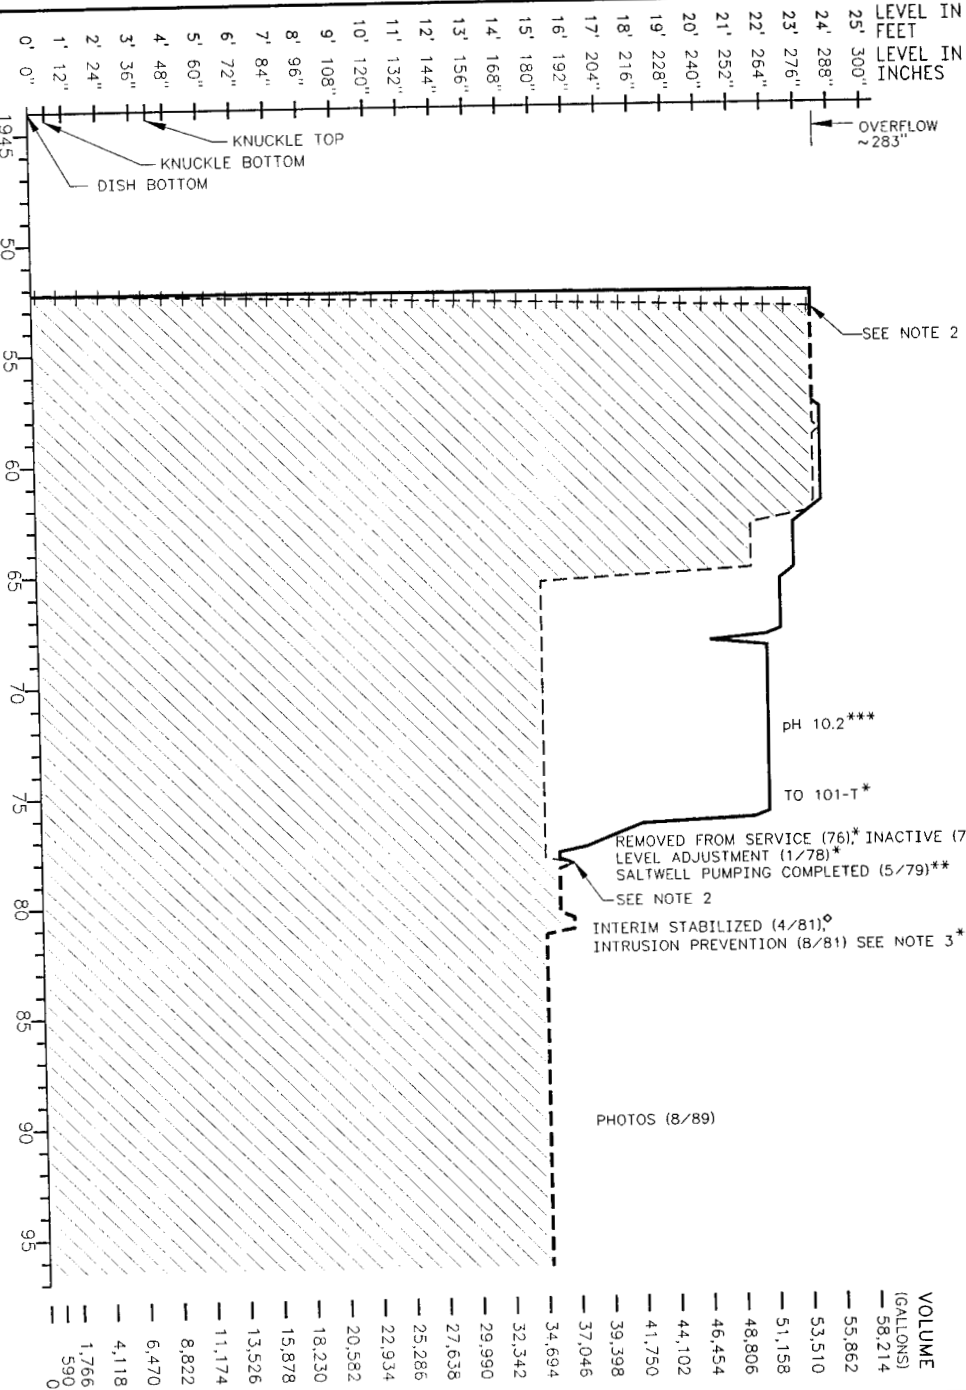 LEVEL IN FEET
25' 24' 23' 22' 21' 20' 19' 18' 17' 16' 15' 14' 13' 12' 11' 10' 9' 8' 7' 6' 5' 4' 3' 2' 1' 0'
LEVEL IN INCHES
300" 288" 276" 264" 252" 240" 228" 216" 204" 192" 180" 168" 156" 144" 132" 120" 108" 96" 84" 72" 60" 48" 36" 24" 12" 0"
OVERFLOW
~283"
KNUCKLE TOP
KNUCKLE BOTTOM
DISH BOTTOM
1945
50
55
60
65
70
75
80
85
90
95
SEE NOTE 2
pH 10.2***
TO 101-T*
REMOVED FROM SERVICE (76),* INACTIVE (7
LEVEL ADJUSTMENT (1/78)*
SALTWELL PUMPING COMPLETED (5/79)**
SEE NOTE 2
INTERIM STABILIZED (4/81),◊
INTRUSION PREVENTION (8/81) SEE NOTE 3*
PHOTOS (8/89)
VOLUME
(GALLONS)
58,214
55,862
53,510
51,158
48,806
46,454
44,102
41,750
39,398
37,046
34,694
32,342
29,990
27,638
25,286
22,934
20,582
18,230
15,878
13,526
11,174
8,822
6,470
4,118
1,766
590
0